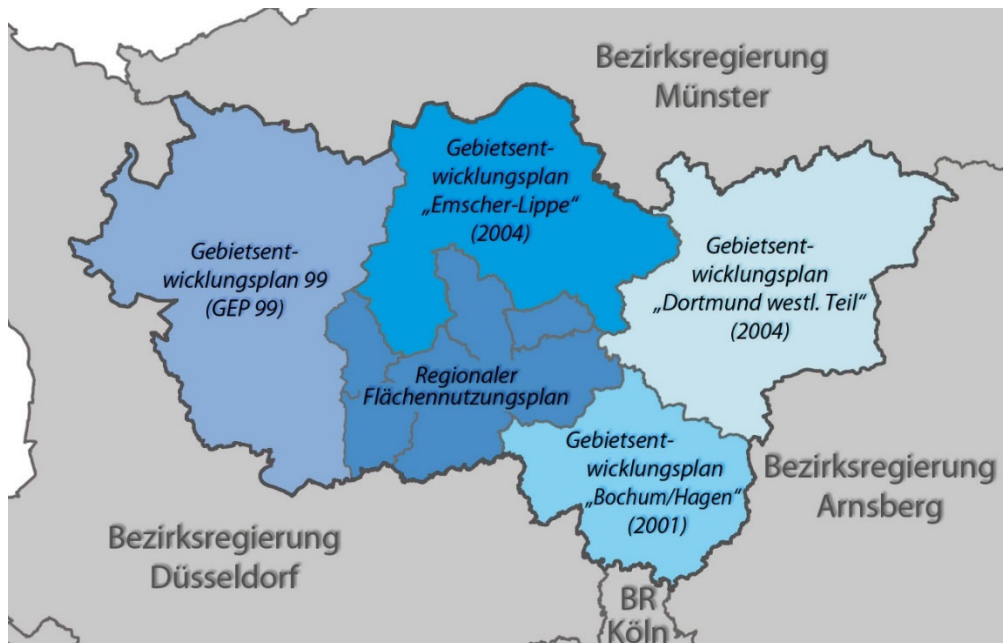 Bezirksregierung
Münster
Gebietsent-
wicklungsplan
„Emscher-Lippe“
(2004)
Gebietsent-
wicklungsplan 99
(GEP 99)
Gebietsent-
wicklungsplan
„Dortmund westl. Teil“
(2004)
Regionaler
Flächennutzungsplan
Gebietsent-
wicklungsplan
„Bochum/Hagen“
(2001)
Bezirksregierung
Arnsberg
Bezirksregierung
Düsseldorf
BR
Köln